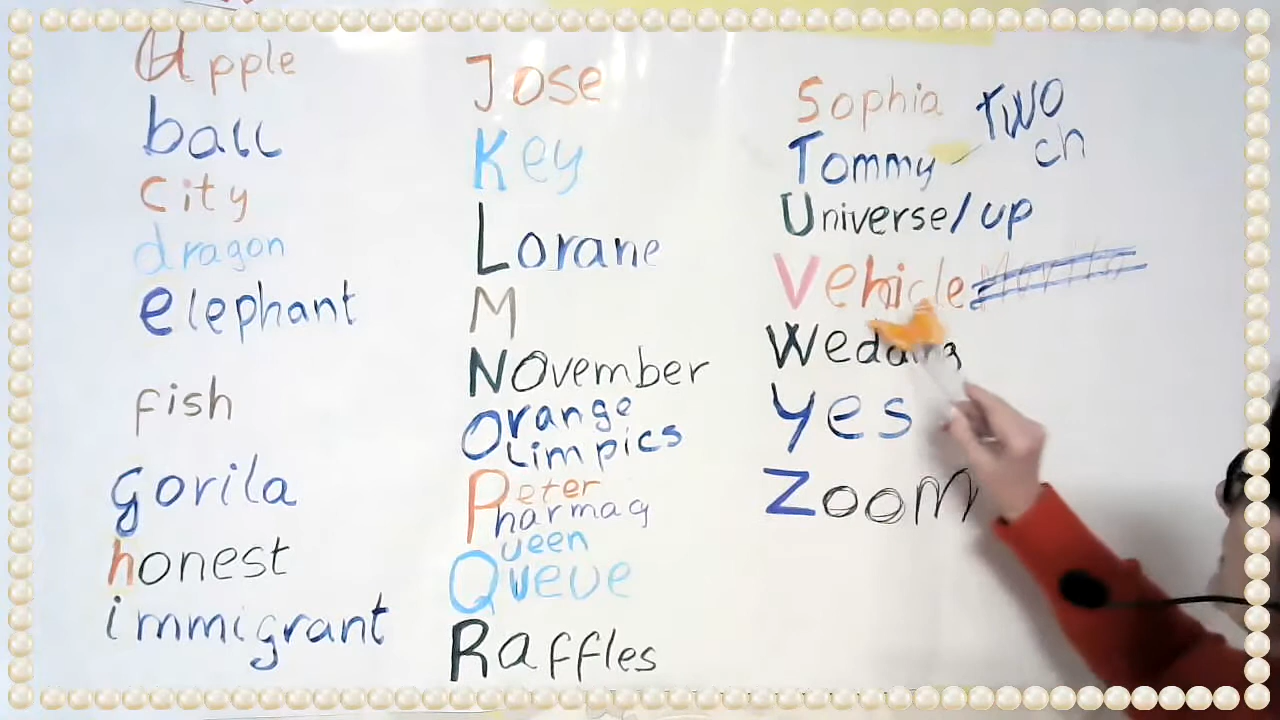 apple
ball
city
dragon
elephant
fish
gorila
honest
immigrant
Jose
Key
Lorane
M
November
Orange
Olimpics
Peter
Pharmacy
Queen
Queue
Raffles
Sophia
Tommy
two
ch
Universe/up
Vehicle
Yes
Zoom